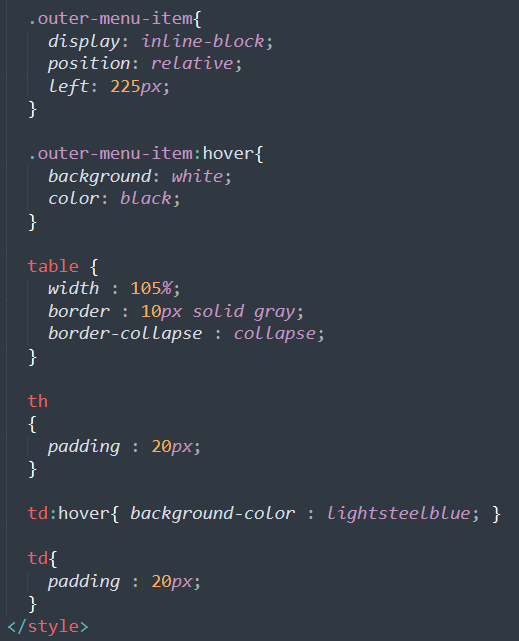 .outer-menu-item{
display: inline-block;
position: relative;
left: 225px;
}
.outer-menu-item:hover{
background: white;
color: black;
}
table {
width : 105%;
border : 10px solid gray;
border-collapse : collapse;
}
th
{
padding : 20px;
}
td:hover{ background-color : lightsteelblue; }
td{
padding : 20px;
}
</style>